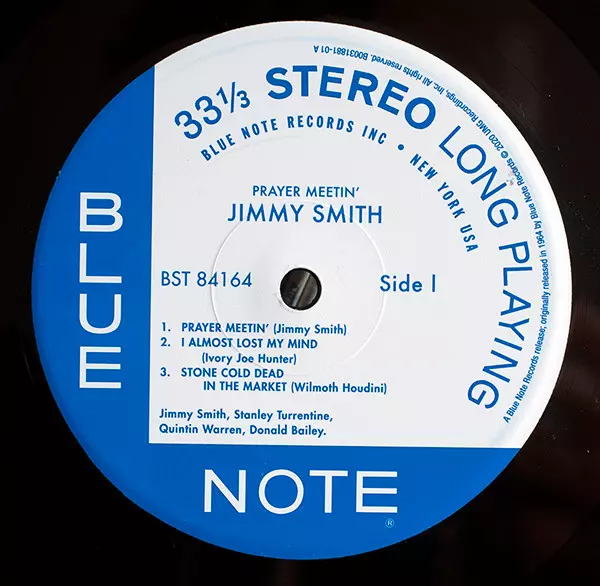 33⅓ STEREO LONG PLAYING
BLUE NOTE RECORDS INC • NEW YORK USA
© 2020 UMG Recordings, Inc. All rights reserved. B0031881-01 A
A Blue Note Records release; originally released in 1964 by Blue Note Records
PRAYER MEETIN’
JIMMY SMITH
BST 84164
Side 1
1. PRAYER MEETIN’ (Jimmy Smith)
2. I ALMOST LOST MY MIND
(Ivory Joe Hunter)
3. STONE COLD DEAD
IN THE MARKET (Wilmoth Houdini)
Jimmy Smith, Stanley Turrentine,
Quintin Warren, Donald Bailey.
BLUE
NOTE
®